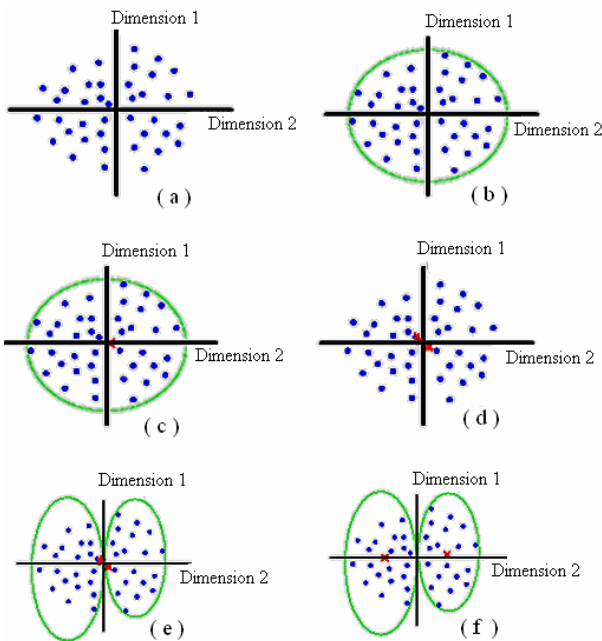 Dimension 1
Dimension 2
( a )
Dimension 1
Dimension 2
( b )
Dimension 1
Dimension 2
( c )
Dimension 1
Dimension 2
( d )
Dimension 1
Dimension 2
( e )
Dimension 1
Dimension 2
( f )